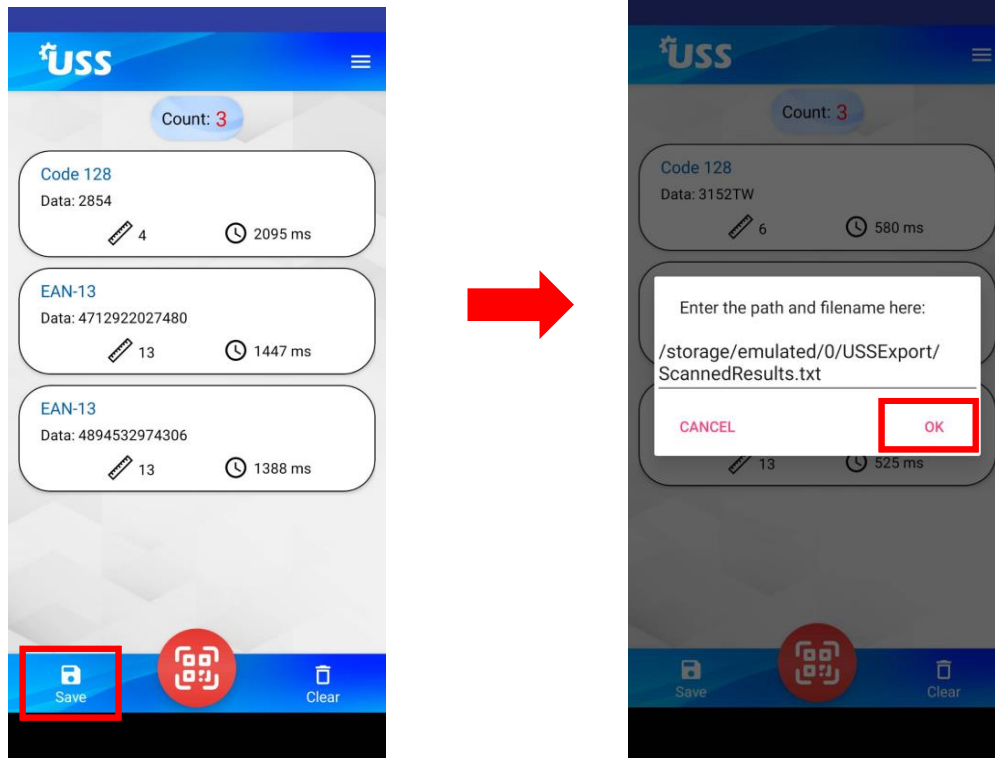 USS
Count: 3
Code 128
Data: 2854
4
2095 ms
EAN-13
Data: 4712922027480
13
1447 ms
EAN-13
Data: 4894532974306
13
1388 ms
Save
Clear
USS
Count: 3
Code 128
Data: 3152TW
6
580 ms
Enter the path and filename here:
/storage/emulated/0/USSExport/
ScannedResults.txt
CANCEL
OK
13
525 ms
Save
Clear